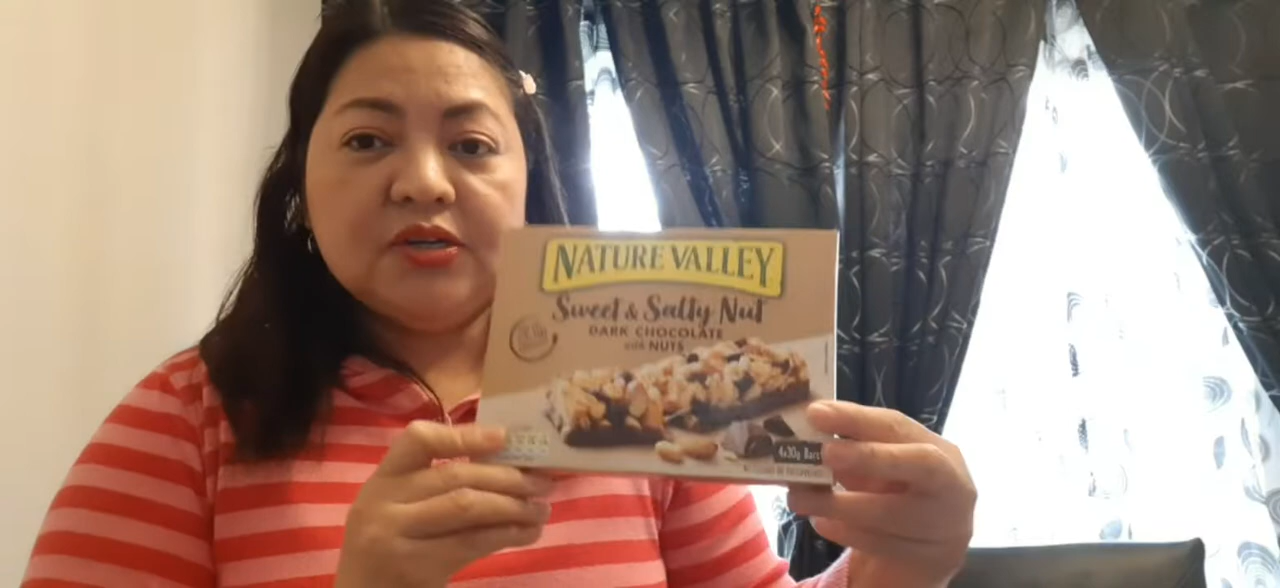 NATURE VALLEY
Sweet & Salty Nut
DARK CHOCOLATE
with NUTS
4x30g Bars